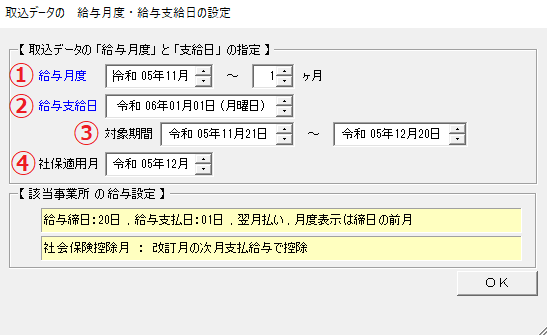 取込データの　給与月度・給与支給日の設定
【 取込データの「給与月度」と「支給日」の指定 】
① 給与月度 令和 05年11月 ～ 1 ヶ月
② 給与支給日 令和 06年01月01日 (月曜日)
③ 対象期間 令和 05年11月21日 ～ 令和 05年12月20日
④ 社保適用月 令和 05年12月
【 該当事業所 の 給与設定 】
給与締日:20日 , 給与支払日:01日 , 翌月払い , 月度表示は締日の前月
社会保険控除月 ： 改訂月の次月支払給与で控除
ＯＫ